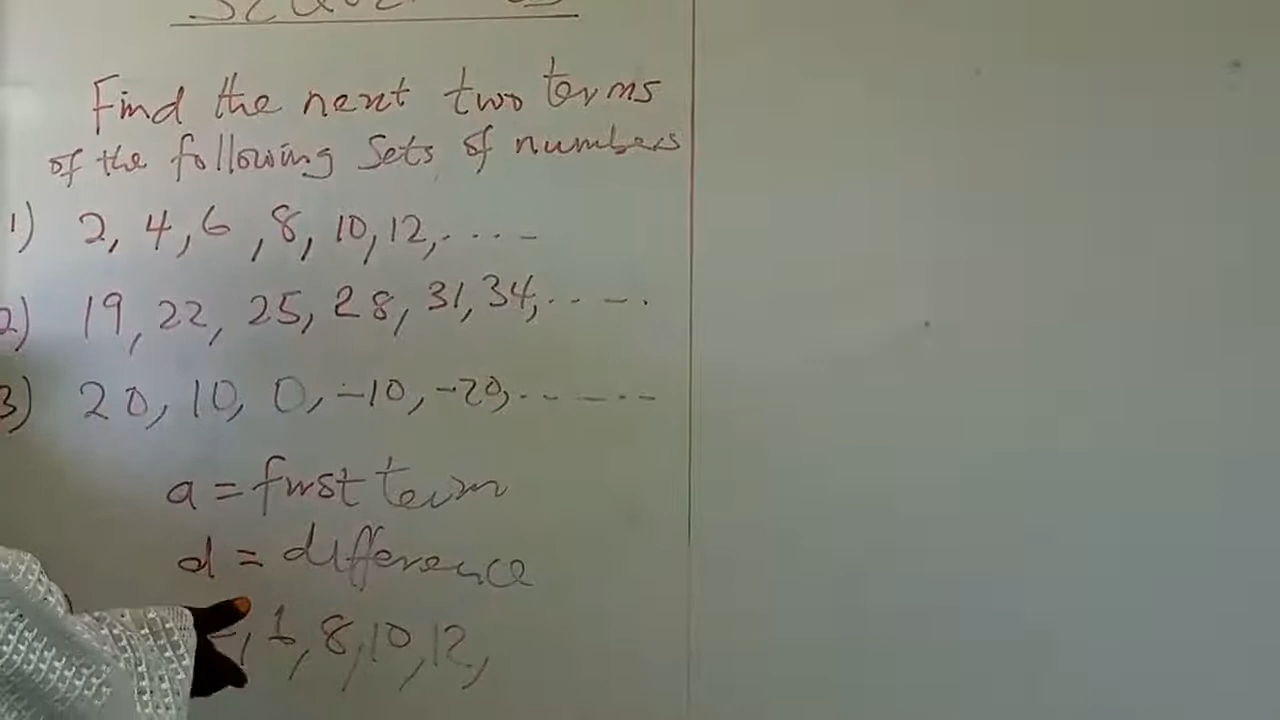 Find the next two terms
of the following sets of numbers
1) 2, 4, 6, 8, 10, 12, ....
2) 19, 22, 25, 28, 31, 34, .....
3) 20, 10, 0, -10, -20, .......
a = first term
d = difference
, 6, 8, 10, 12,